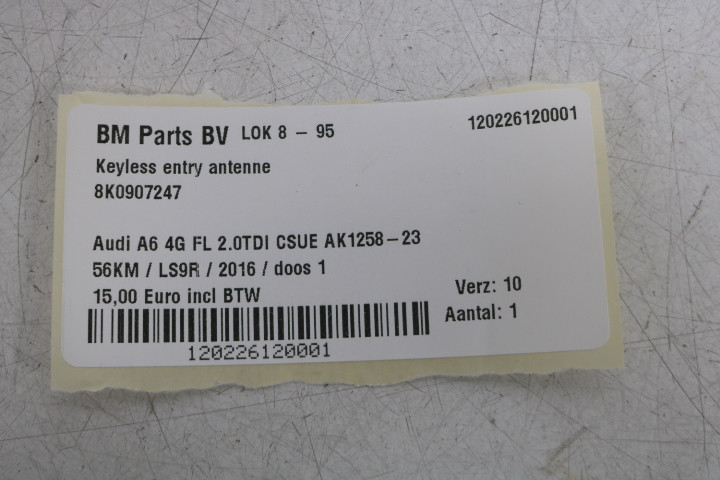 BM Parts BV LOK 8 - 95 120226120001
Keyless entry antenne
8K0907247
Audi A6 4G FL 2.0TDI CSUE AK1258-23
56KM / LS9R / 2016 / doos 1
15,00 Euro incl BTW
Verz: 10
Aantal: 1
120226120001